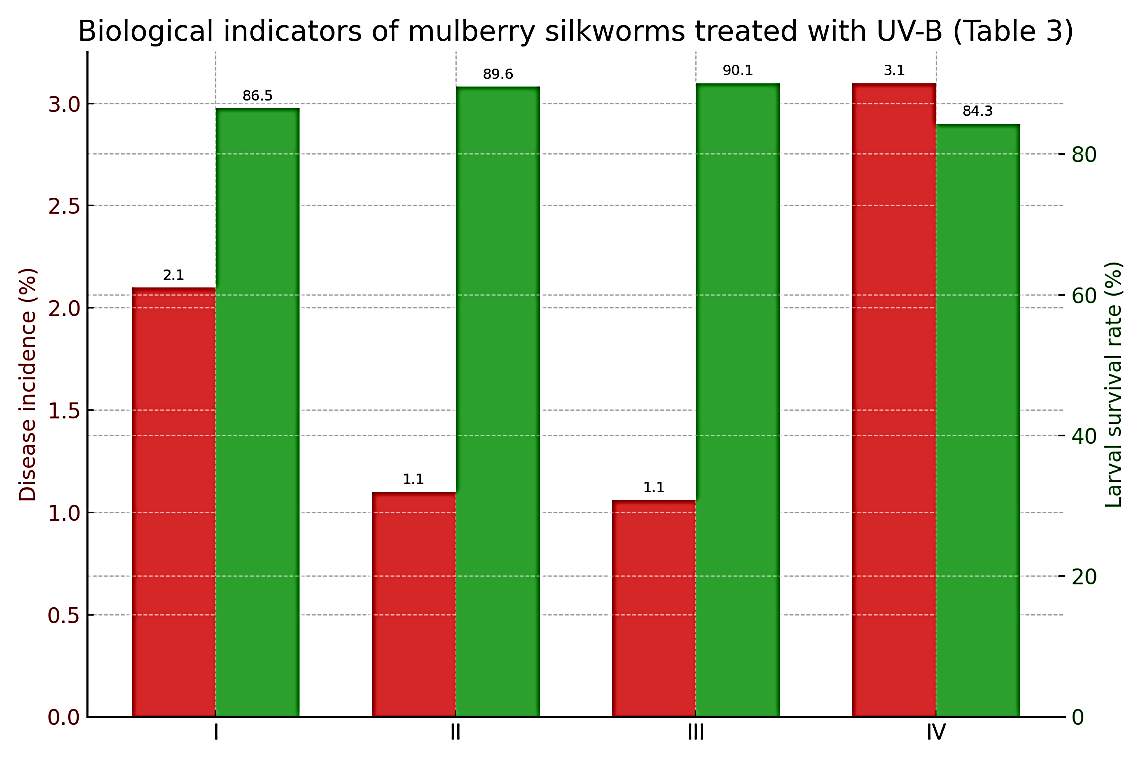 Biological indicators of mulberry silkworms treated with UV-B (Table 3)
3.1
90.1
89.6
86.5
84.3
3.0
80
2.5
2.1
60
2.0
Disease incidence (%)
Larval survival rate (%)
1.5
40
1.1
1.1
1.0
20
0.5
0.0
0
I
II
III
IV